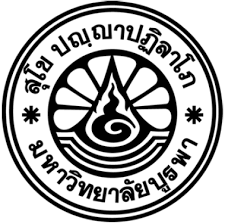 สุโข ปญฺญาปฏิลาโภ
มหาวิทยาลัยบูรพา